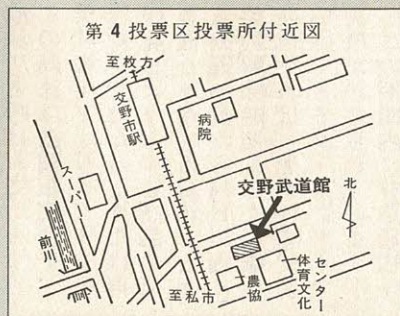 第4投票区投票所付近図
至枚方
交野市駅
病院
スーパー
交野武道館
北
前川
至私市
農協
体育文化
センター